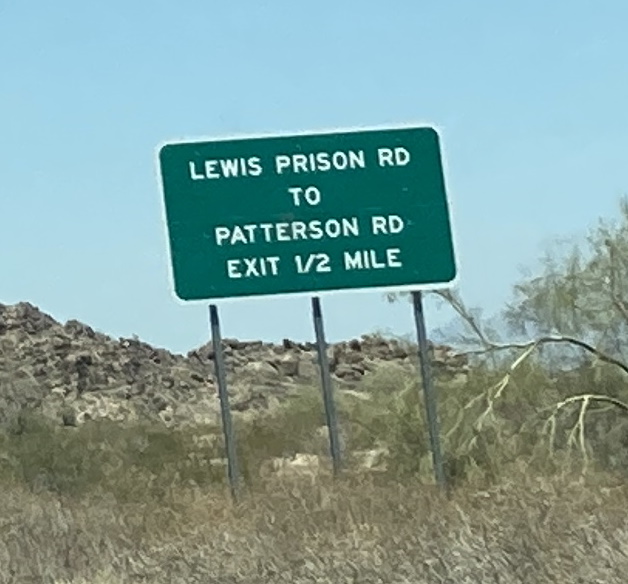 LEWIS PRISON RD
TO
PATTERSON RD
EXIT 1/2 MILE